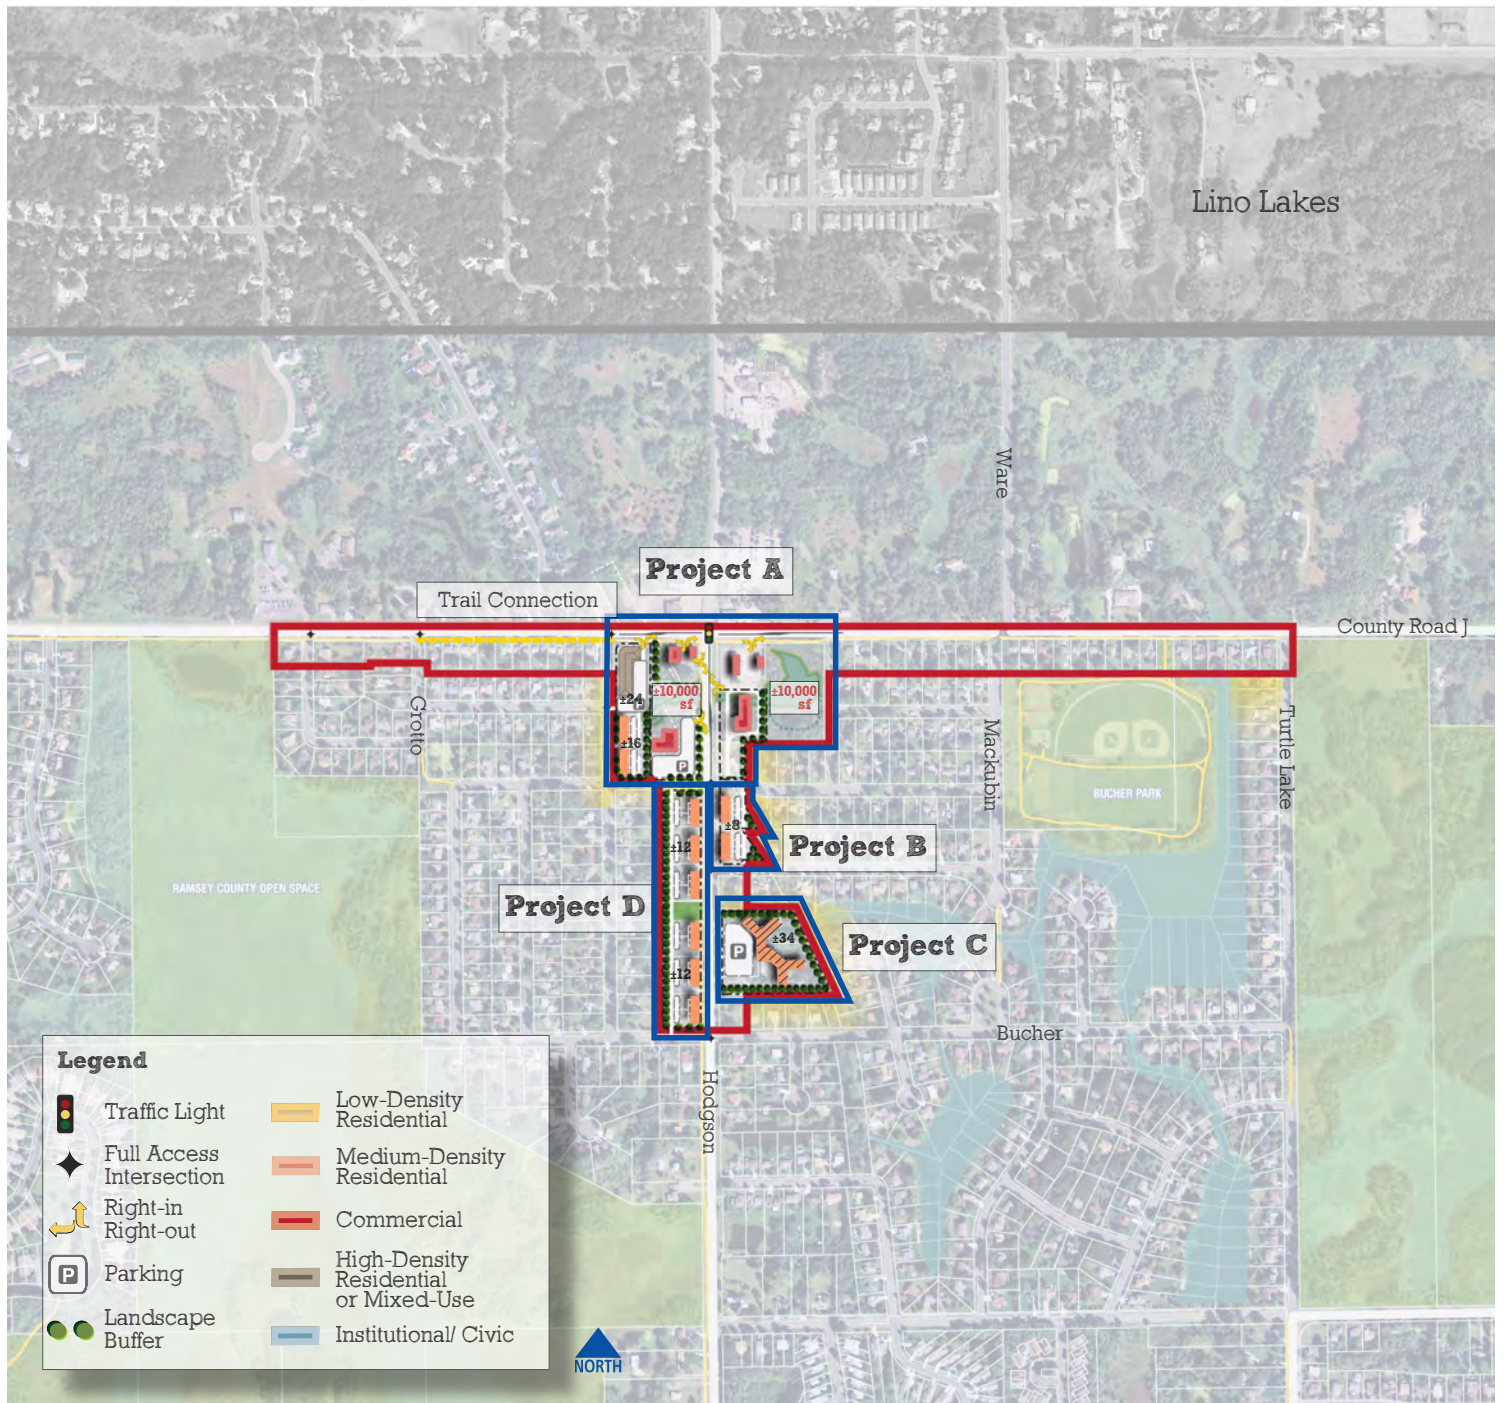 Lino Lakes
Ware
Project A
Trail Connection
County Road J
±24
±10,000
sf
±10,000
sf
±16
P
Grotto
Mackubin
Turtle Lake
BUCHER PARK
±8
±12
Project B
RAMSEY COUNTY OPEN SPACE
Project D
±34
P
Project C
±12
Bucher
Hodgson
Legend
Traffic Light
Full Access
Intersection
Right-in
Right-out
P
Parking
Landscape
Buffer
Low-Density
Residential
Medium-Density
Residential
Commercial
High-Density
Residential
or Mixed-Use
Institutional/ Civic
NORTH